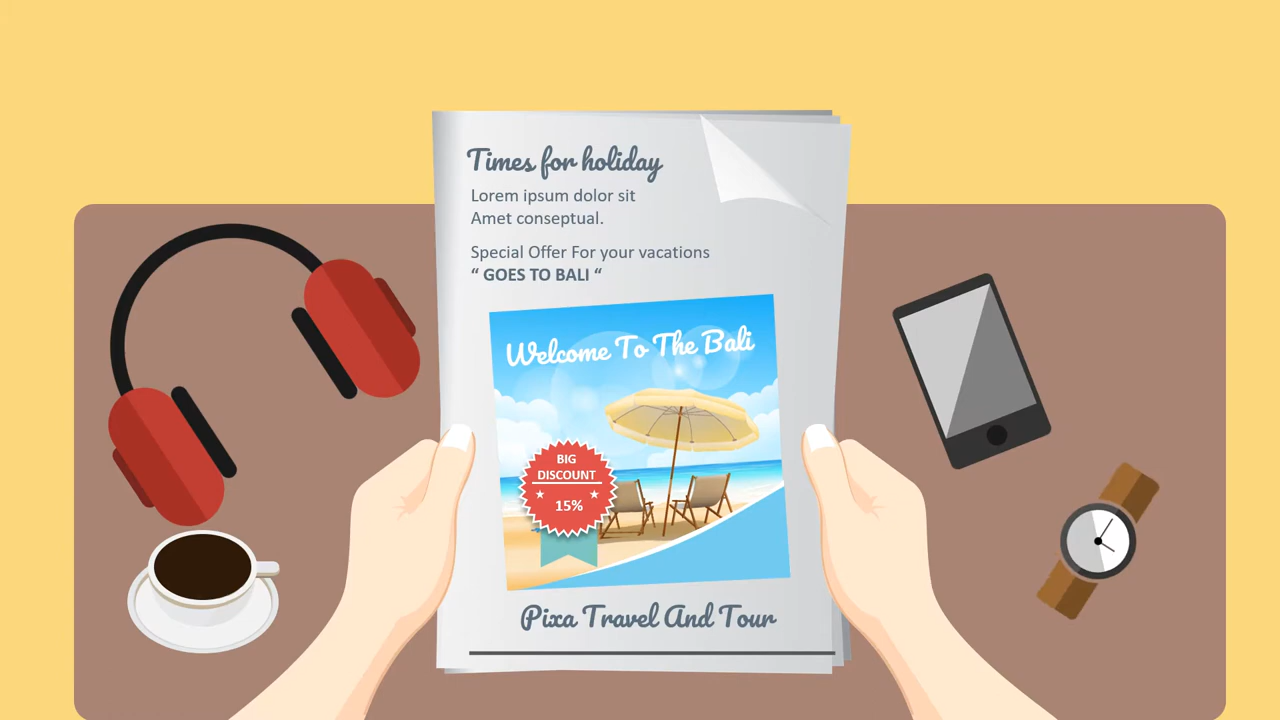 Times for holiday
Lorem ipsum dolor sit
Amet conseptual.
Special Offer For your vacations
“ GOES TO BALI “
Welcome To The Bali
BIG
DISCOUNT
15%
Pixa Travel And Tour